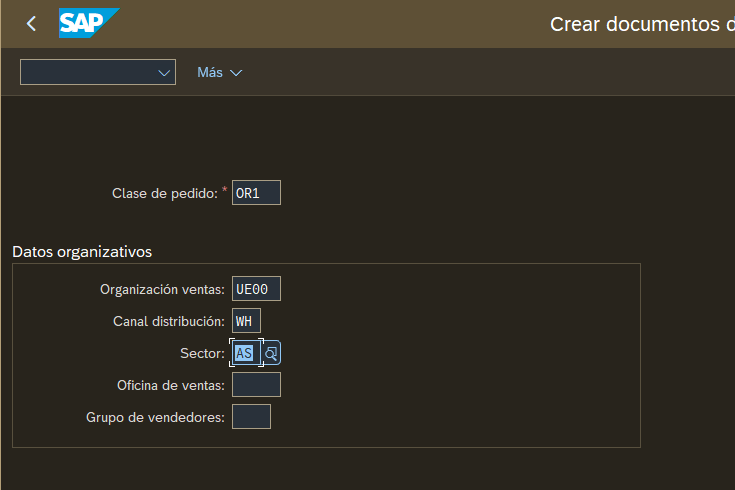 SAP
Crear documentos d
Más
Clase de pedido: * OR1
Datos organizativos
Organización ventas: UE00
Canal distribución: WH
Sector: AS
Oficina de ventas:
Grupo de vendedores: